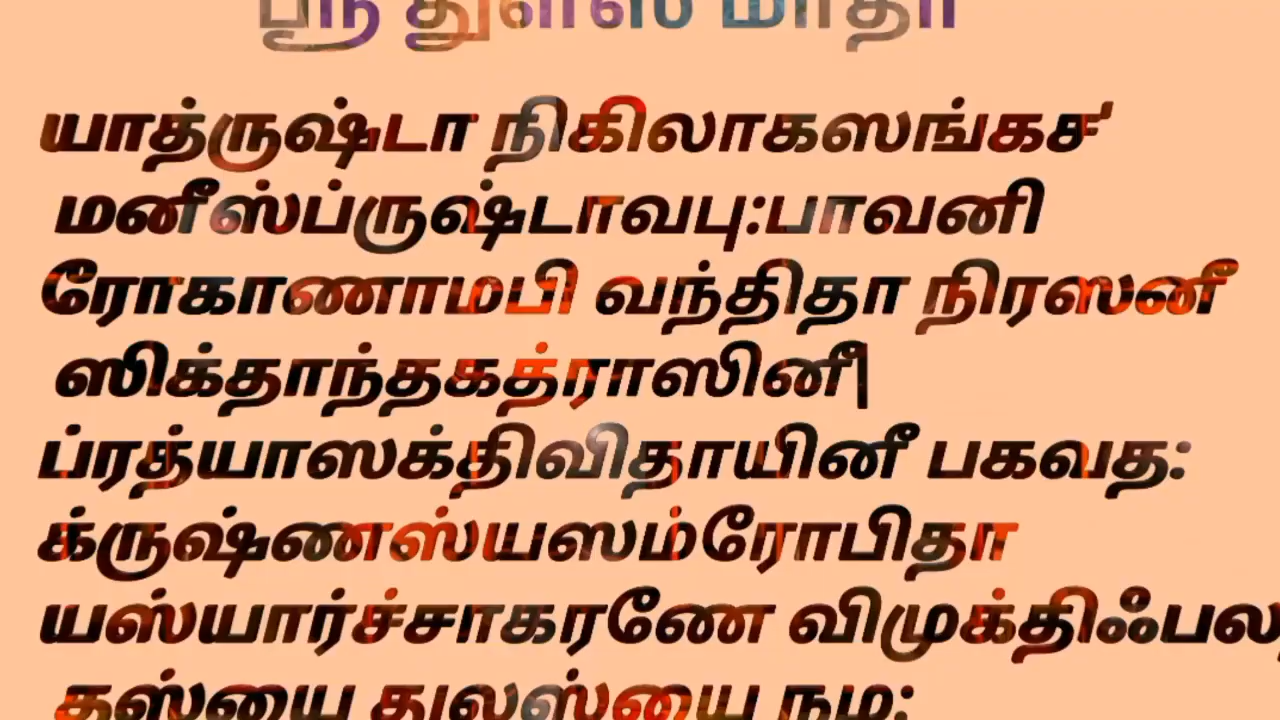 ஸ்ரீ துளஸி மாதா
யாத்ருஷ்டா நிகிலாகஸங்கச'
மனீஸ்ப்ருஷ்டாவபு:பாவனி
ரோகாணாமபி வந்திதா நிரஸனீ
ஸிக்தாந்தகத்ராஸினீ|
ப்ரத்யாஸக்திவிதாயினீ பகவத:
க்ருஷ்ணஸ்யஸம்ரோபிதா
யஸ்யார்ச்சாகரணே விமுக்திஃபல
தஸ்யை துலஸ்யை நம: